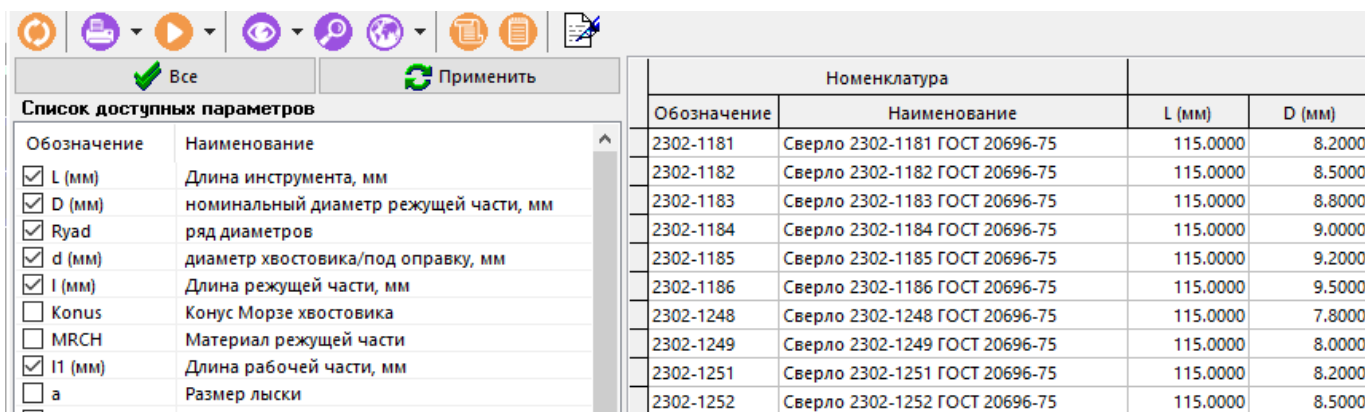 Все Применить
Список доступных параметров
Обозначение Наименование
L (мм) Длина инструмента, мм
D (мм) номинальный диаметр режущей части, мм
Ryad ряд диаметров
d (мм) диаметр хвостовика/под оправку, мм
l (мм) Длина режущей части, мм
Konus Конус Морзе хвостовика
MRCH Материал режущей части
l1 (мм) Длина рабочей части, мм
a Размер лыски
Номенклатура
Обозначение Наименование L (мм) D (мм)
2302-1181 Сверло 2302-1181 ГОСТ 20696-75 115.0000 8.2000
2302-1182 Сверло 2302-1182 ГОСТ 20696-75 115.0000 8.5000
2302-1183 Сверло 2302-1183 ГОСТ 20696-75 115.0000 8.8000
2302-1184 Сверло 2302-1184 ГОСТ 20696-75 115.0000 9.0000
2302-1185 Сверло 2302-1185 ГОСТ 20696-75 115.0000 9.2000
2302-1186 Сверло 2302-1186 ГОСТ 20696-75 115.0000 9.5000
2302-1248 Сверло 2302-1248 ГОСТ 20696-75 115.0000 7.8000
2302-1249 Сверло 2302-1249 ГОСТ 20696-75 115.0000 8.0000
2302-1251 Сверло 2302-1251 ГОСТ 20696-75 115.0000 8.2000
2302-1252 Сверло 2302-1252 ГОСТ 20696-75 115.0000 8.5000